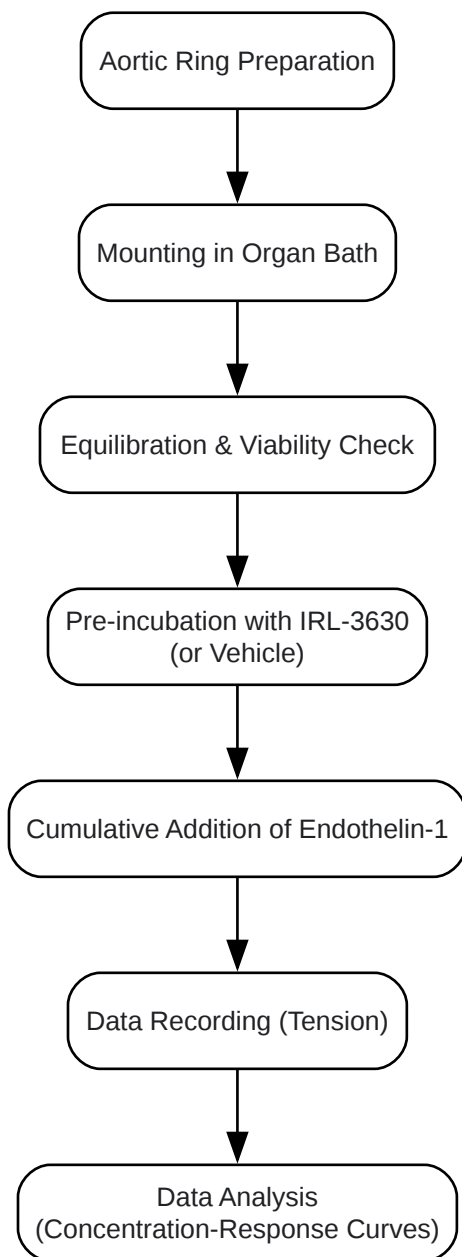 Aortic Ring Preparation
Mounting in Organ Bath
Equilibration & Viability Check
Pre-incubation with IRL-3630
(or Vehicle)
Cumulative Addition of Endothelin-1
Data Recording (Tension)
Data Analysis
(Concentration-Response Curves)